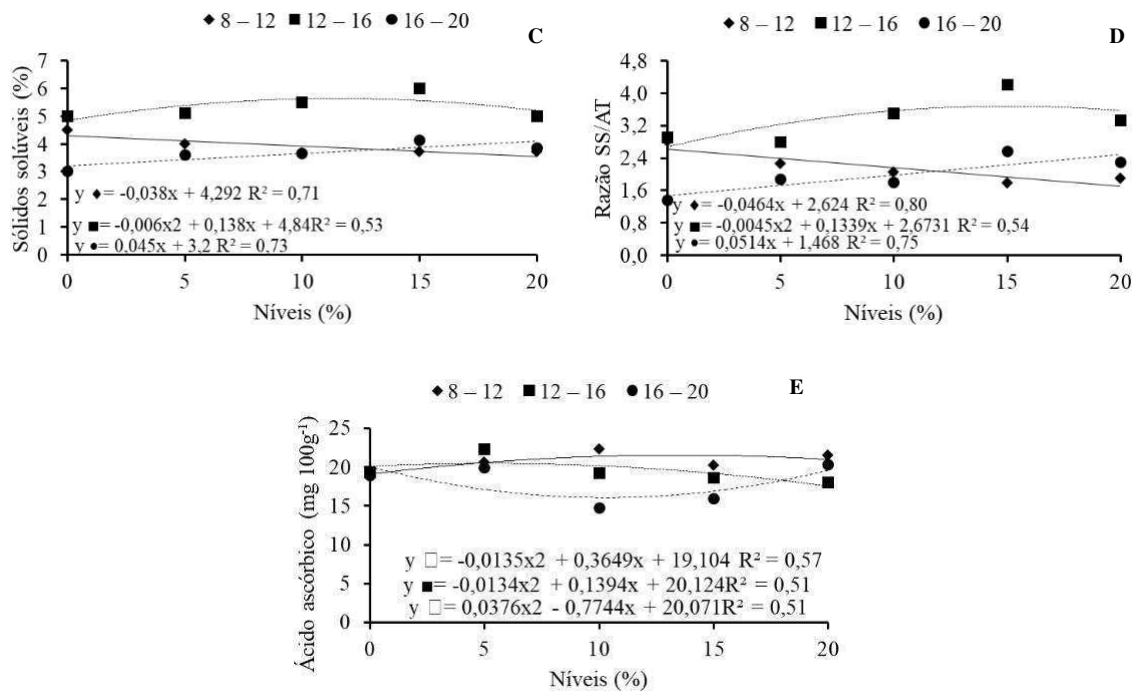 ◆ 8 – 12 ■ 12 – 16 ● 16 – 20
C
Sólidos solúveis (%)
7
6
5
4
3
2
1
0
y ◆= -0,038x + 4,292 R² = 0,71
y ■= -0,006x2 + 0,138x + 4,84R² = 0,53
y ●= 0,045x + 3,2 R² = 0,73
0 5 10 15 20
Níveis (%)
◆ 8 – 12 ■ 12 – 16 ● 16 – 20
D
Razão SS/AT
4,8
4,0
3,2
2,4
1,6
0,8
0,0
y ◆= -0,0464x + 2,624 R² = 0,80
y ■= -0,0045x2 + 0,1339x + 2,6731 R² = 0,54
y ●= 0,0514x + 1,468 R² = 0,75
0 5 10 15 20
Níveis (%)
◆ 8 – 12 ■ 12 – 16 ● 16 – 20
E
Ácido ascórbico (mg 100g⁻¹)
25
20
15
10
5
0
y □= -0,0135x2 + 0,3649x + 19,104 R² = 0,57
y ■= -0,0134x2 + 0,1394x + 20,124R² = 0,51
y □= 0,0376x2 - 0,7744x + 20,071R² = 0,51
0 5 10 15 20
Níveis (%)